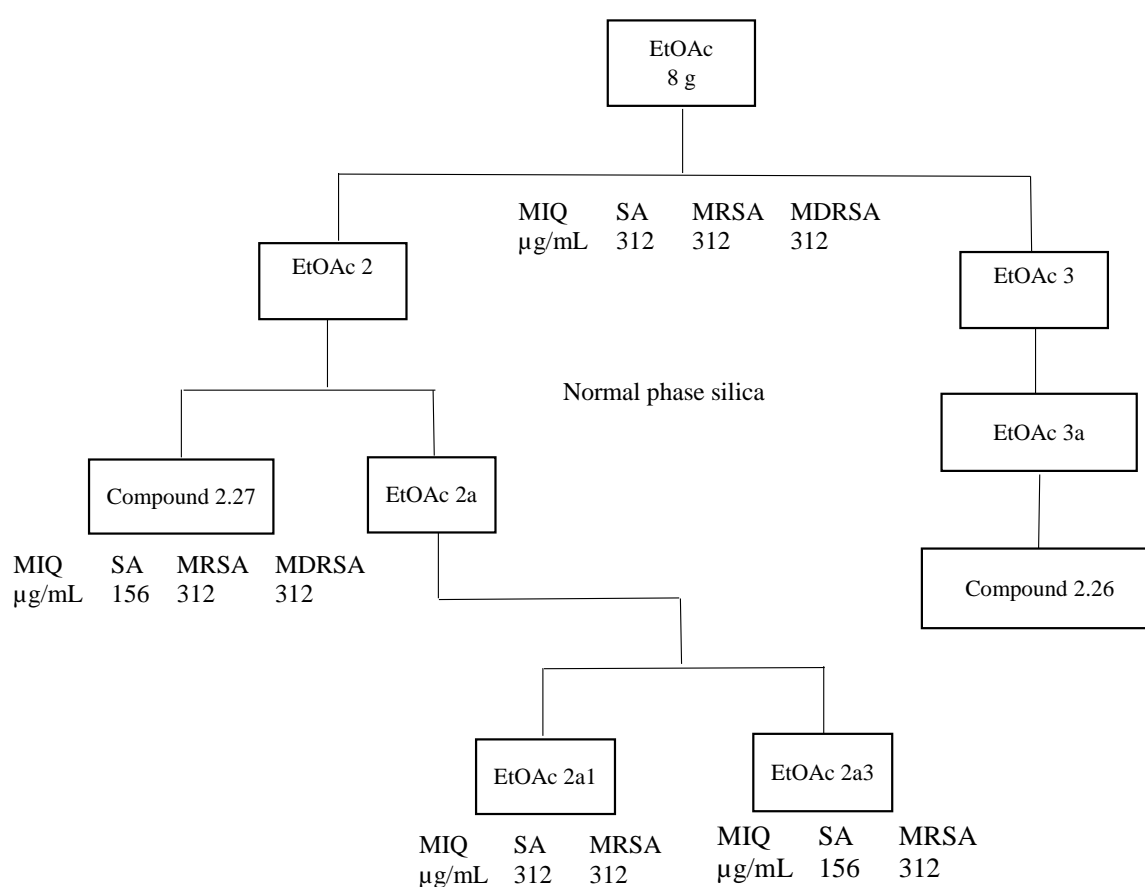 EtOAc
8 g
MIQ SA MRSA MDRSA
µg/mL 312 312 312
EtOAc 2
EtOAc 3
Normal phase silica
EtOAc 3a
Compound 2.27
EtOAc 2a
MIQ SA MRSA MDRSA
µg/mL 156 312 312
Compound 2.26
EtOAc 2a1
EtOAc 2a3
MIQ SA MRSA
µg/mL 312 312
MIQ SA MRSA
µg/mL 156 312